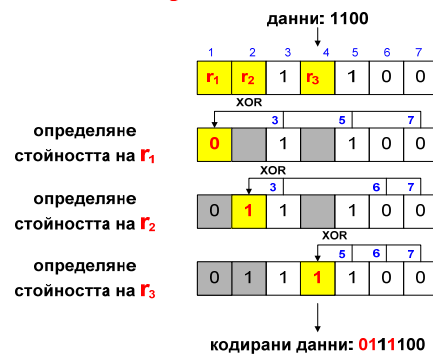 данни: 1100
1 2 3 4 5 6 7
r1 r2 1 r3 1 0 0
XOR
3 5 7
определяне
стойността на r1
0 1 1 0 0
XOR
3 6 7
определяне
стойността на r2
0 1 1 1 0 0
XOR
5 6 7
определяне
стойността на r3
0 1 1 1 1 0 0
кодирани данни: 0111100